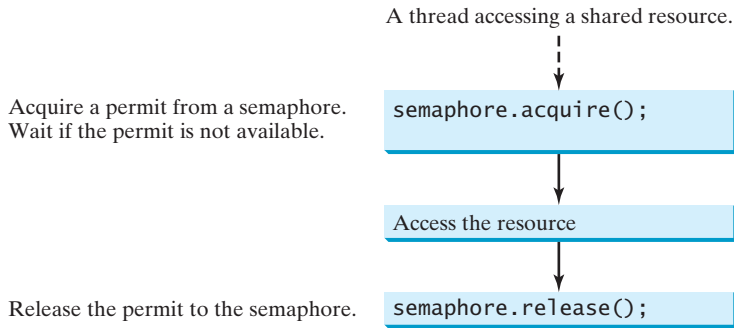 A thread accessing a shared resource.
Acquire a permit from a semaphore.
Wait if the permit is not available.
semaphore.acquire();
Access the resource
Release the permit to the semaphore.
semaphore.release();